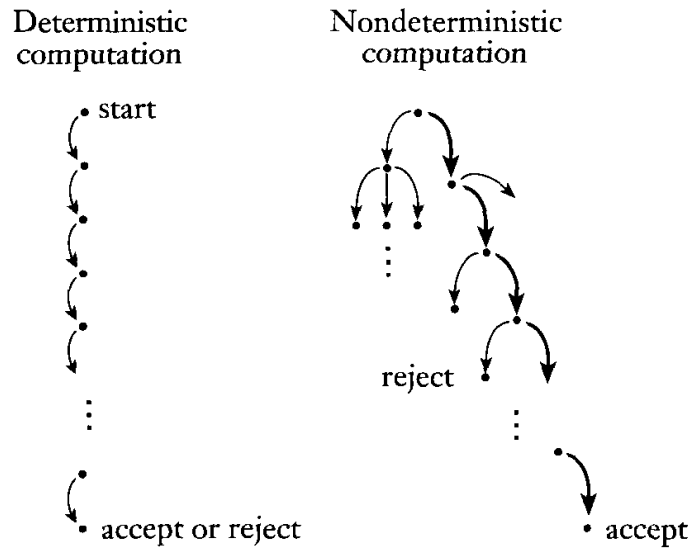 Deterministic
computation
Nondeterministic
computation
start
reject
accept or reject
accept